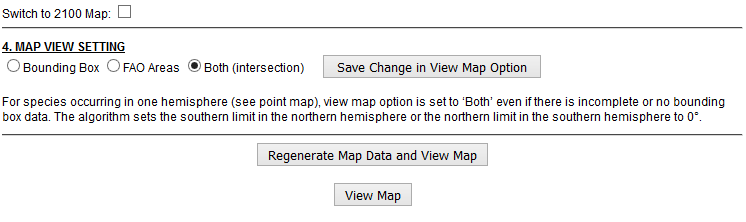 Switch to 2100 Map:
4. MAP VIEW SETTING
Bounding Box FAO Areas Both (intersection) Save Change in View Map Option
For species occurring in one hemisphere (see point map), view map option is set to ‘Both’ even if there is incomplete or no bounding
box data. The algorithm sets the southern limit in the northern hemisphere or the northern limit in the southern hemisphere to 0°.
Regenerate Map Data and View Map
View Map